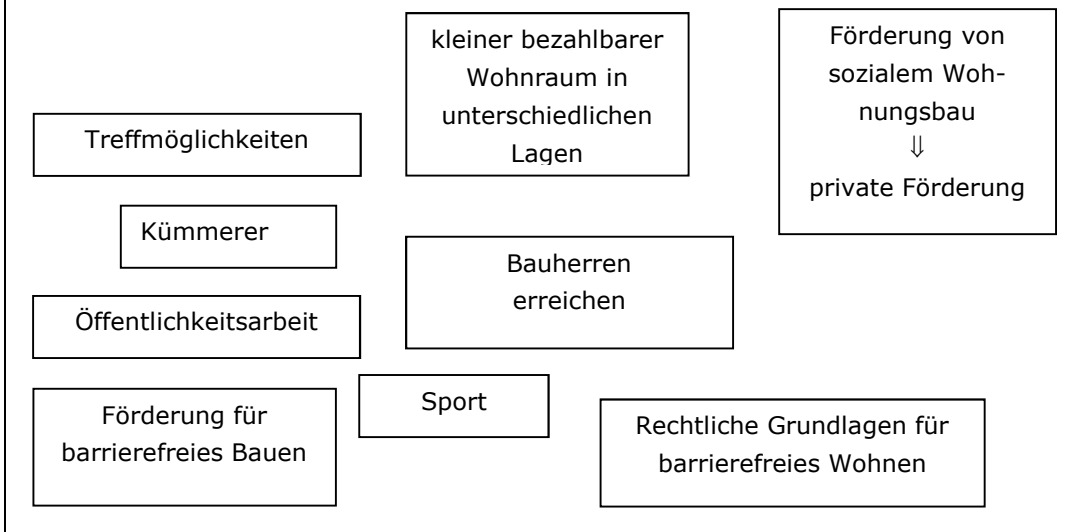 kleiner bezahlbarer
Wohnraum in
unterschiedlichen
Lagen
Förderung von
sozialem Woh-
nungsbau
⇓
private Förderung
Treffmöglichkeiten
Kümmerer
Bauherren
erreichen
Öffentlichkeitsarbeit
Sport
Förderung für
barrierefreies Bauen
Rechtliche Grundlagen für
barrierefreies Wohnen